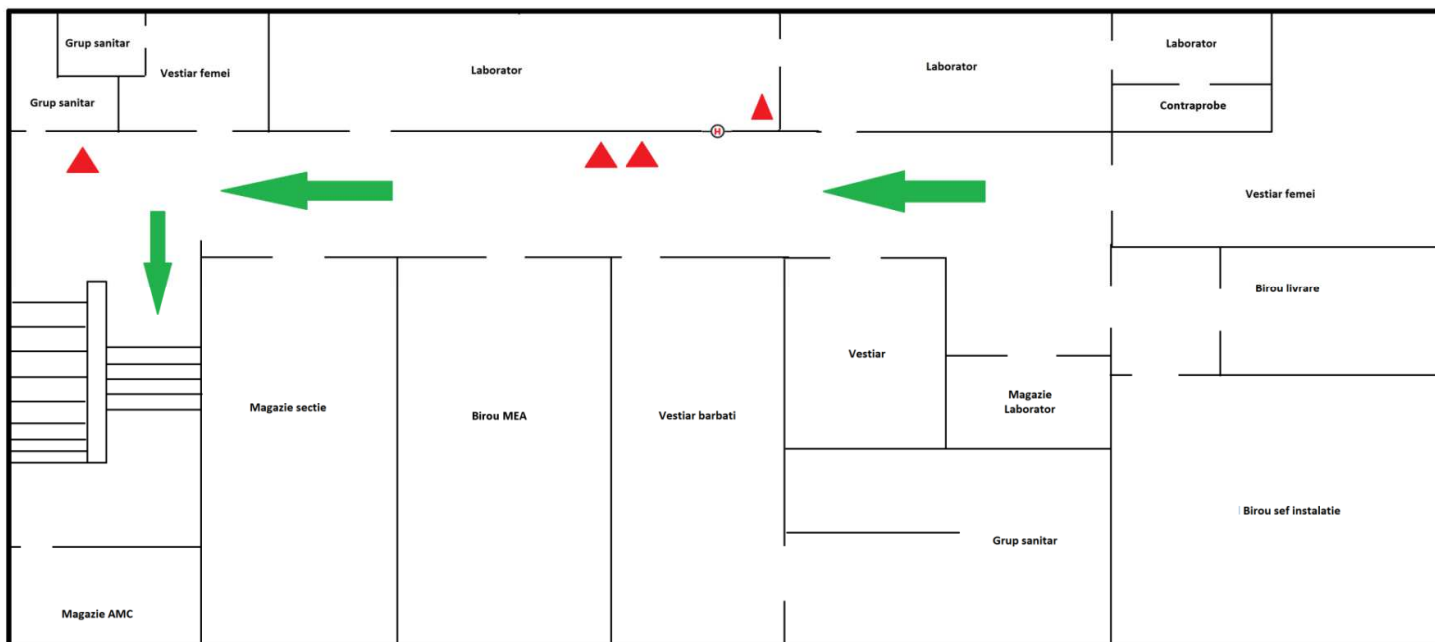 Grup sanitar
Vestiar femei
Grup sanitar
Laborator
Laborator
Laborator
Contraprobe
H
Vestiar femei
Birou livrare
Vestiar
Magazie
Laborator
Magazie sectie
Birou MEA
Vestiar barbati
Birou sef instalatie
Grup sanitar
Magazie AMC